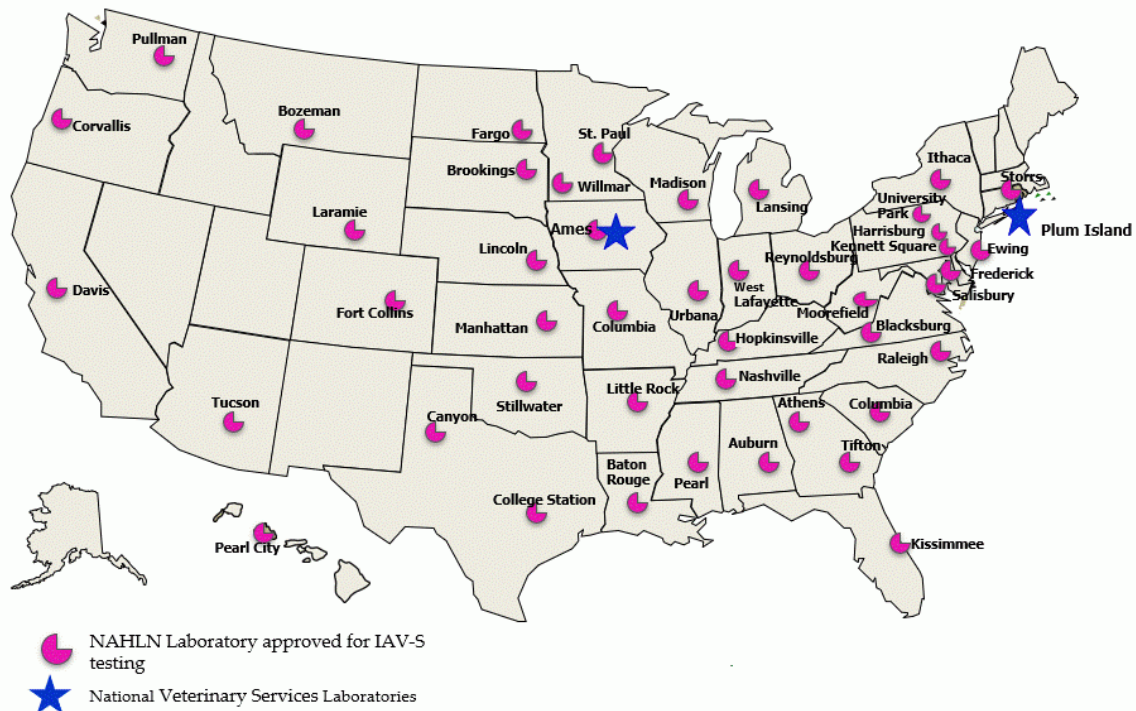 Pullman
Corvallis
Bozeman
Fargo
St. Paul
Brookings
Willmar
Madison
Lansing
Ithaca
Storrs
University
Park
Harrisburg
Kennett Square
Plum Island
Ewing
Laramie
Ames
Lincoln
Reynoldsburg
Frederick
Salisbury
Davis
Fort Collins
West
Lafayette
Urbana
Moorefield
Manhattan
Columbia
Hopkinsville
Blacksburg
Raleigh
Nashville
Little Rock
Stillwater
Tucson
Canyon
Athens
Columbia
Auburn
Tifton
Baton
Rouge
Pearl
College Station
Pearl City
Kissimmee
NAHLN Laboratory approved for IAV-S
testing
National Veterinary Services Laboratories